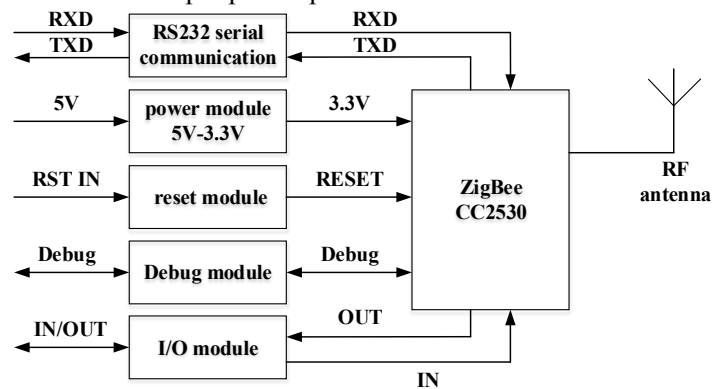 RXD
TXD
RS232 serial
communication
RXD
TXD
5V
power module
5V-3.3V
3.3V
RST IN
reset module
RESET
Debug
Debug module
Debug
IN/OUT
I/O module
OUT
IN
ZigBee
CC2530
RF
antenna